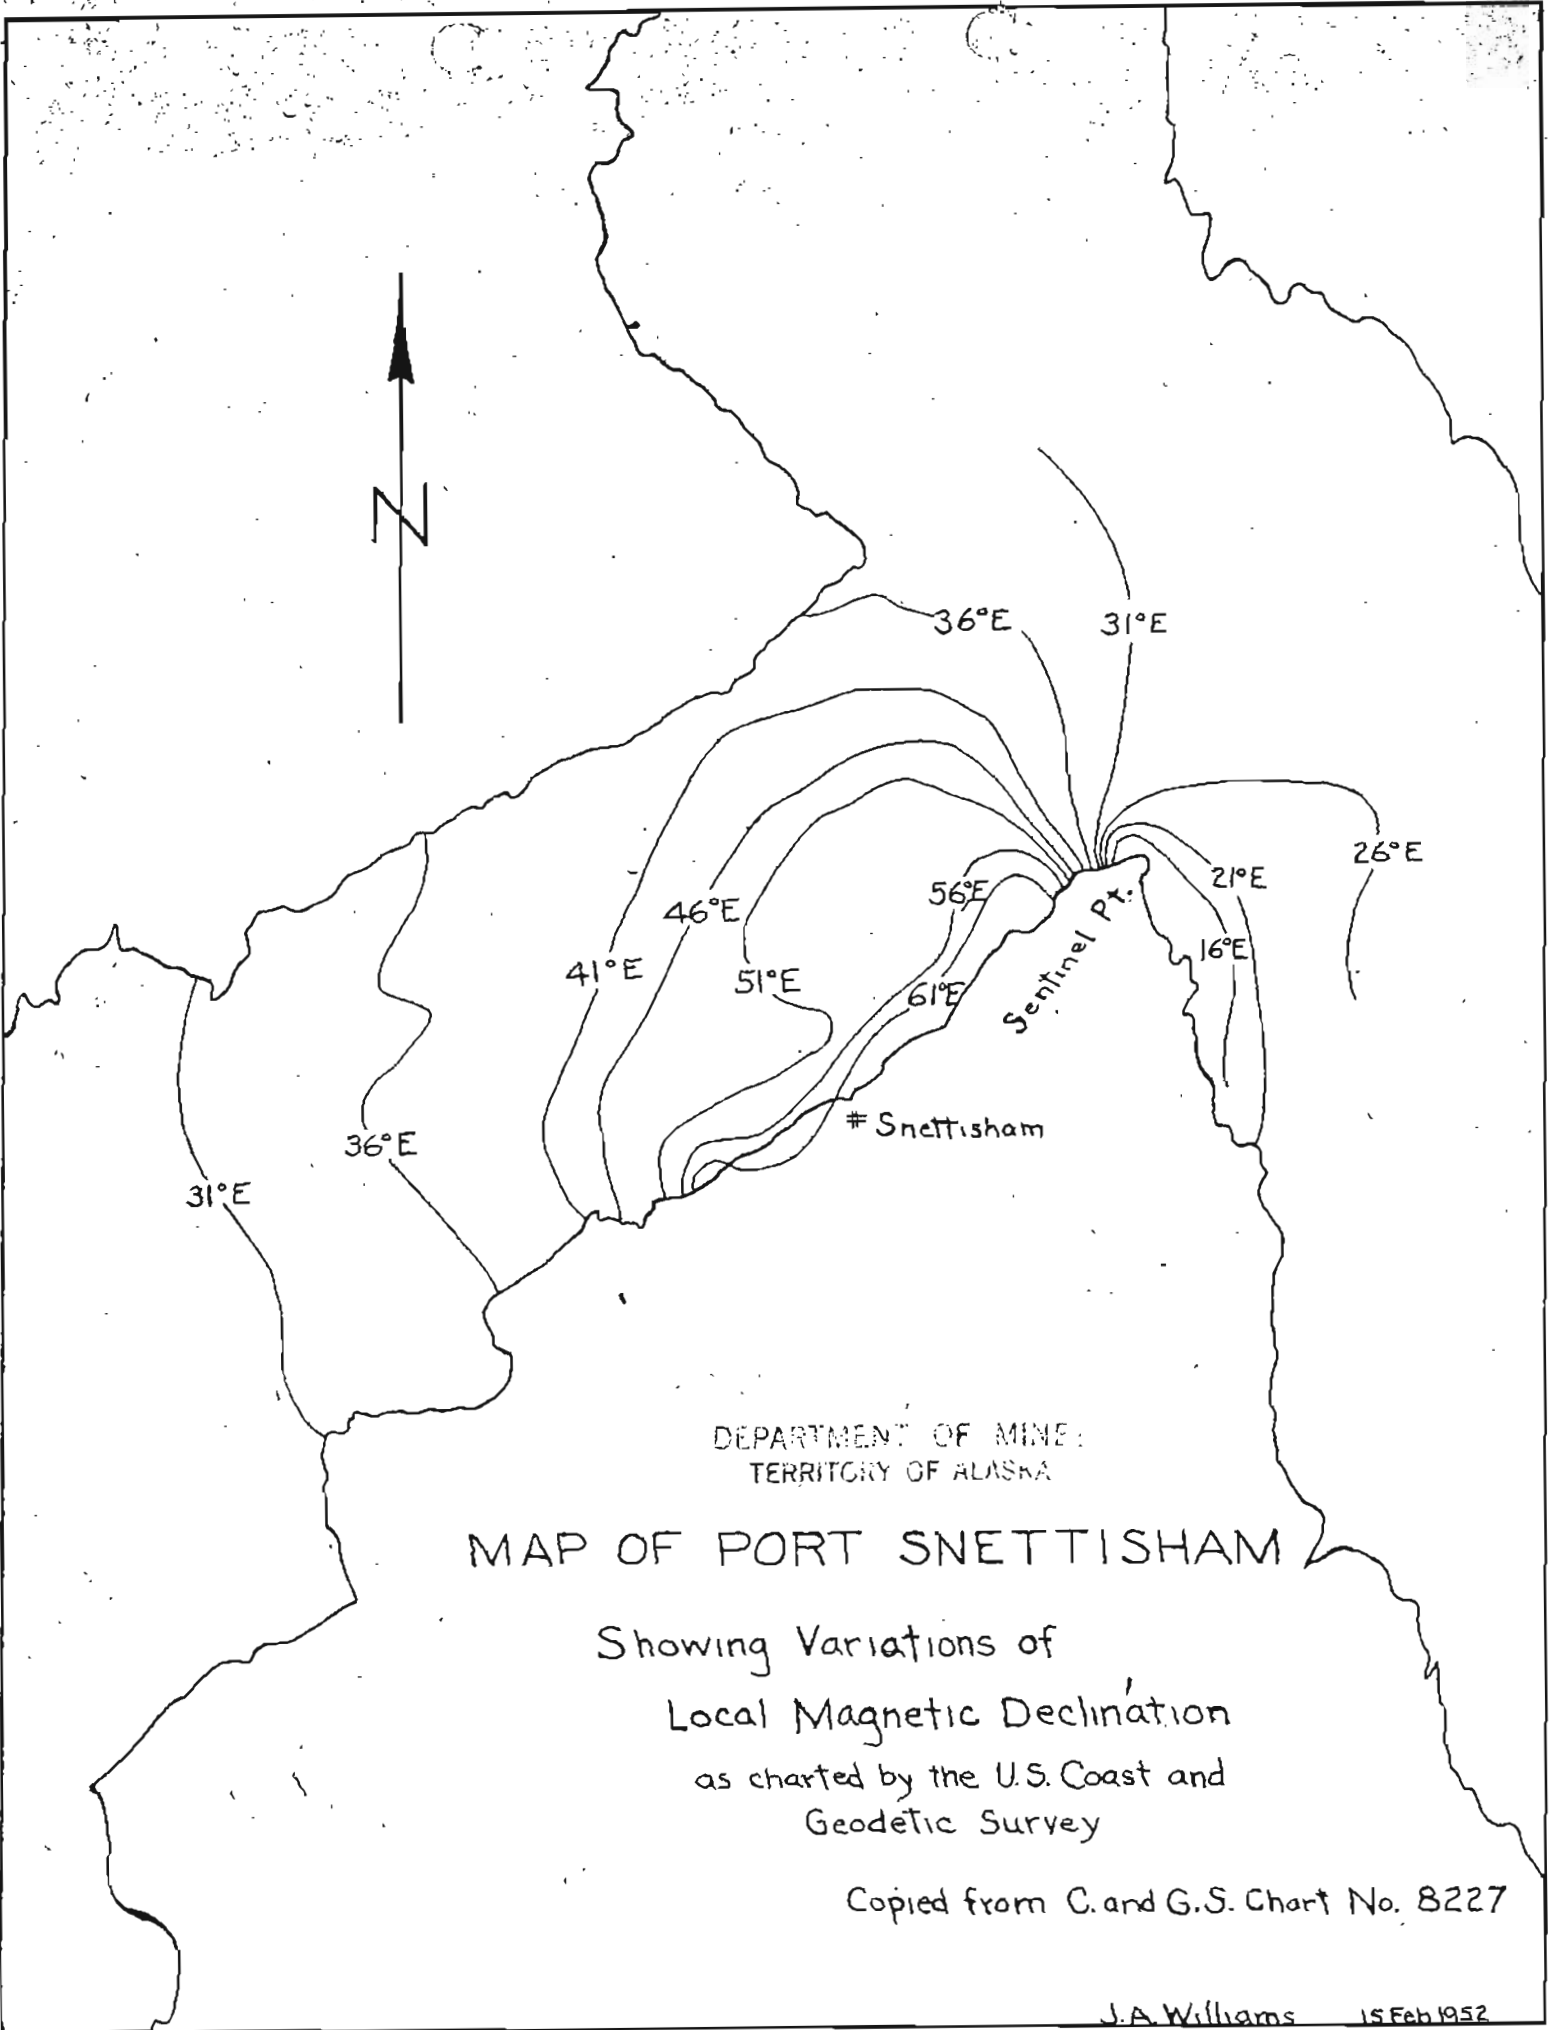 N
36°E
31°E
26°E
21°E
56°E
46°E
16°E
41°E
51°E
61°E
Sentinel Pt.
# Snettisham
36°E
31°E
DEPARTMENT OF MINES
TERRITORY OF ALASKA
MAP OF PORT SNETTISHAM
Showing Variations of
Local Magnetic Declination
as charted by the U.S. Coast and
Geodetic Survey
Copied from C. and G.S. Chart No. 8227
J.A. Williams 15 Feb 1952